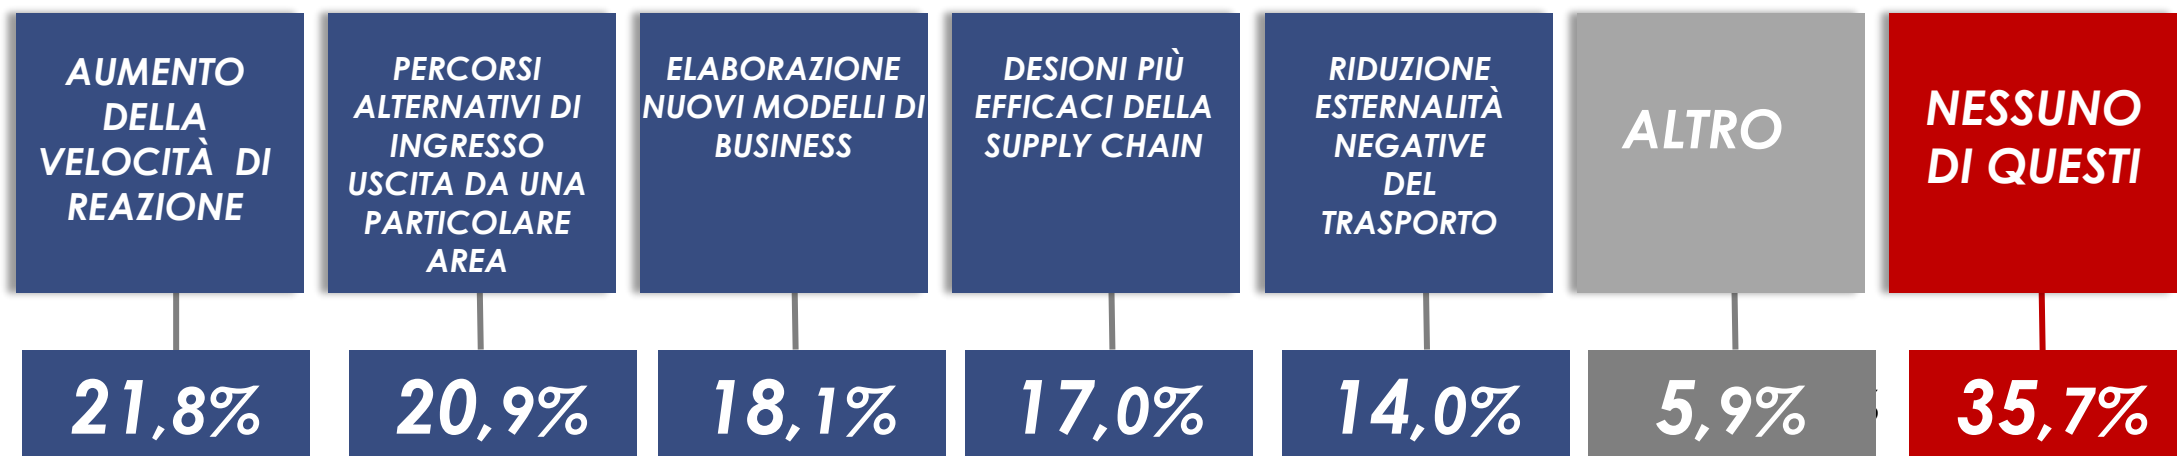 AUMENTO
DELLA
VELOCITÀ DI
REAZIONE
PERCORSI
ALTERNATIVI DI
INGRESSO
USCITA DA UNA
PARTICOLARE
AREA
ELABORAZIONE
NUOVI MODELLI DI
BUSINESS
DESIONI PIÙ
EFFICACI DELLA
SUPPLY CHAIN
RIDUZIONE
ESTERNALITÀ
NEGATIVE
DEL
TRASPORTO
ALTRO
NESSUNO
DI QUESTI
21,8%
20,9%
18,1%
17,0%
14,0%
5,9%
35,7%